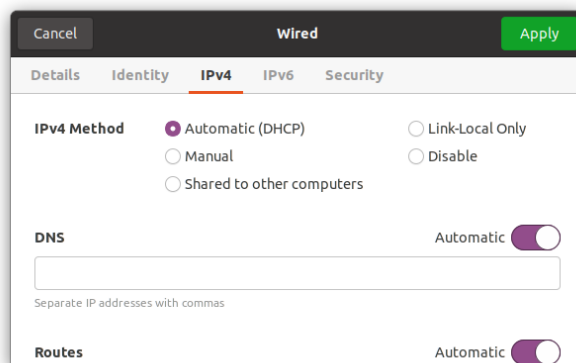 Cancel Wired Apply
Details Identity IPv4 IPv6 Security
IPv4 Method Automatic (DHCP) Link-Local Only
Manual Disable
Shared to other computers
DNS Automatic
Separate IP addresses with commas
Routes Automatic